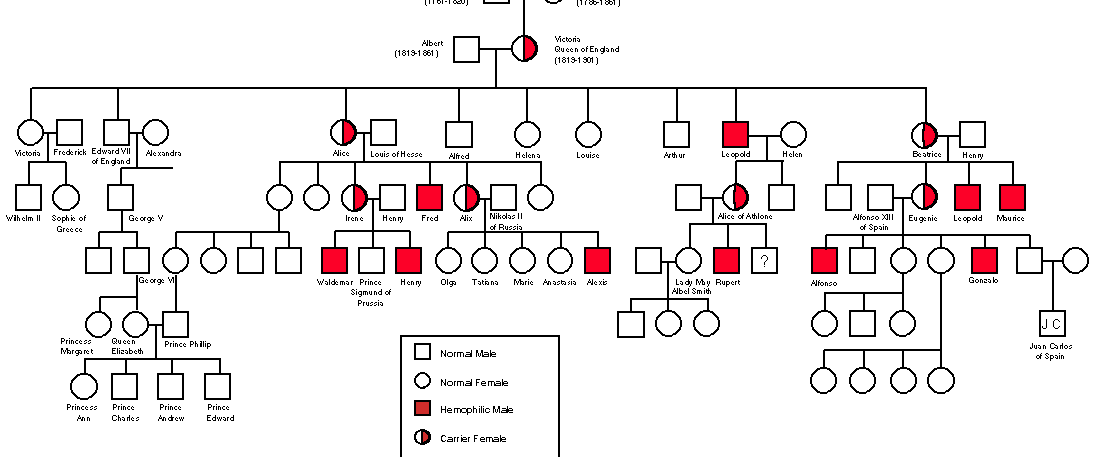 (1767-1820) (1786-1861)
Albert
(1819-1861)
Victoria
Queen of England
(1819-1901)
Victoria Frederick Edward VII
of England Alexandra
Alice Louis of Hesse Alfred Helena Louise Arthur Leopold Helen Beatrice Henry
Wilhelm II Sophie of
Greece
George V
Irene Henry Fred Alix Nikolas II
of Russia
Alice of Athlone
Alfonso XIII
of Spain
Eugenie Leopold Maurice
George VI
Waldemar Prince
Sigmund of
Prussia
Henry Olga Tatiana Marie Anastasia Alexis
Lady May
Abel Smith
Rupert
?
Alfonso Gonzalo
Princess
Margaret
Queen
Elizabeth
Prince Phillip
J C
Juan Carlos
of Spain
Princess
Ann
Prince
Charles
Prince
Andrew
Prince
Edward
Normal Male
Normal Female
Hemophilic Male
Carrier Female